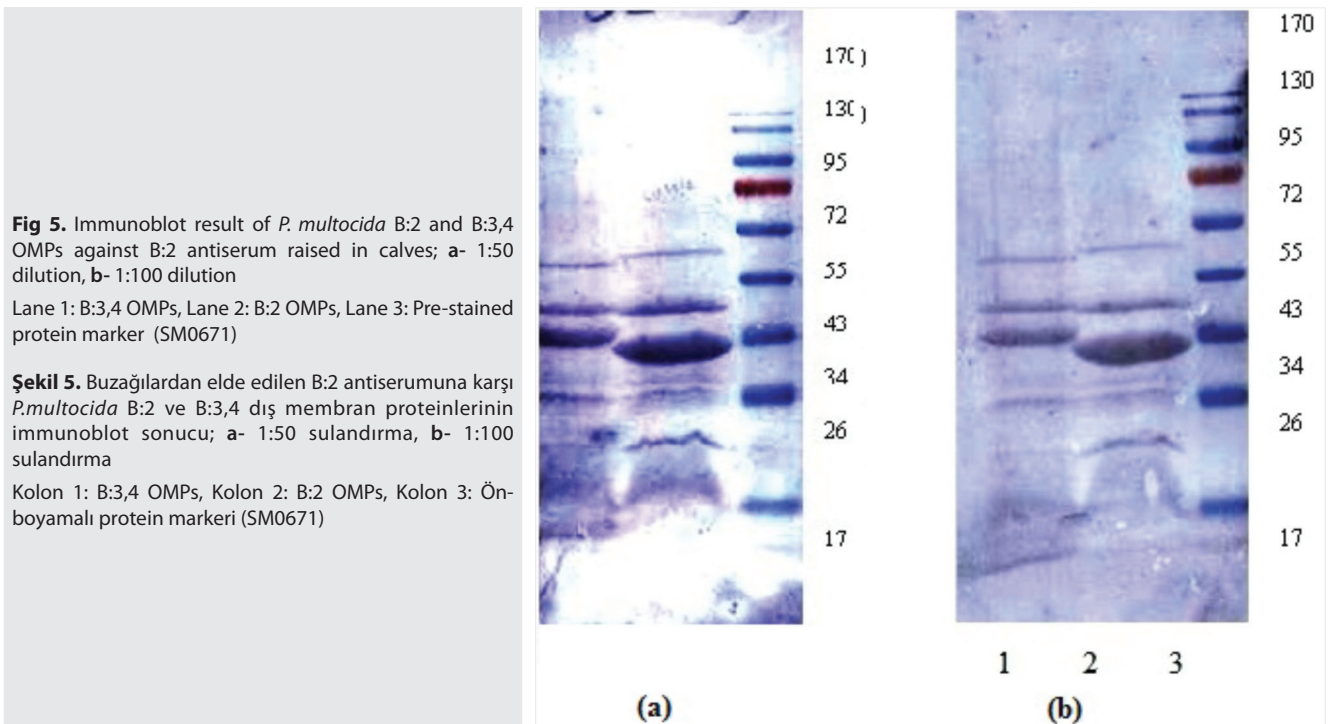 Fig 5. Immunoblot result of P. multocida B:2 and B:3,4
OMPs against B:2 antiserum raised in calves; a- 1:50
dilution, b- 1:100 dilution
Lane 1: B:3,4 OMPs, Lane 2: B:2 OMPs, Lane 3: Pre-stained
protein marker (SM0671)
Şekil 5. Buzağılardan elde edilen B:2 antiserumuna karşı
P.multocida B:2 ve B:3,4 dış membran proteinlerinin
immunoblot sonucu; a- 1:50 sulandırma, b- 1:100
sulandırma
Kolon 1: B:3,4 OMPs, Kolon 2: B:2 OMPs, Kolon 3: Ön-
boyamalı protein markeri (SM0671)
170
130
95
72
55
43
34
26
17
(a)
170
130
95
72
55
43
34
26
17
1 2 3
(b)